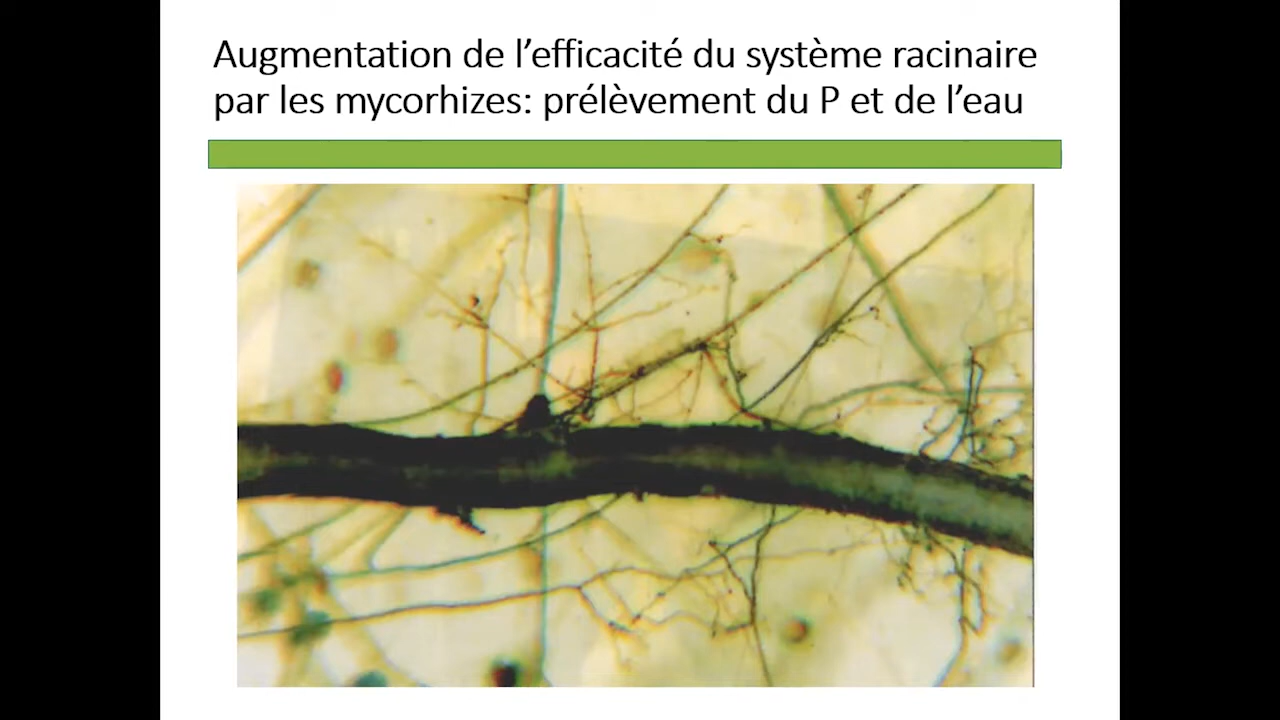 Augmentation de l’efficacité du système racinaire
par les mycorhizes: prélèvement du P et de l’eau